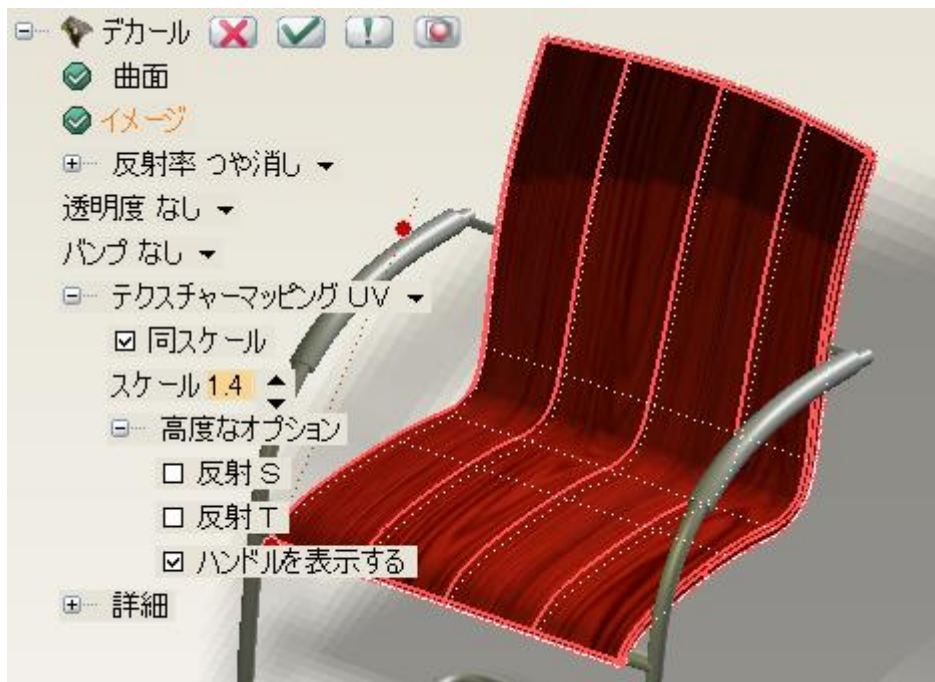 デカール
曲面
イメージ
反射率 つや消し
透明度 なし
バンプ なし
テクスチャーマッピング UV
同スケール
スケール 1.4
高度なオプション
反射 S
反射 T
ハンドルを表示する
詳細